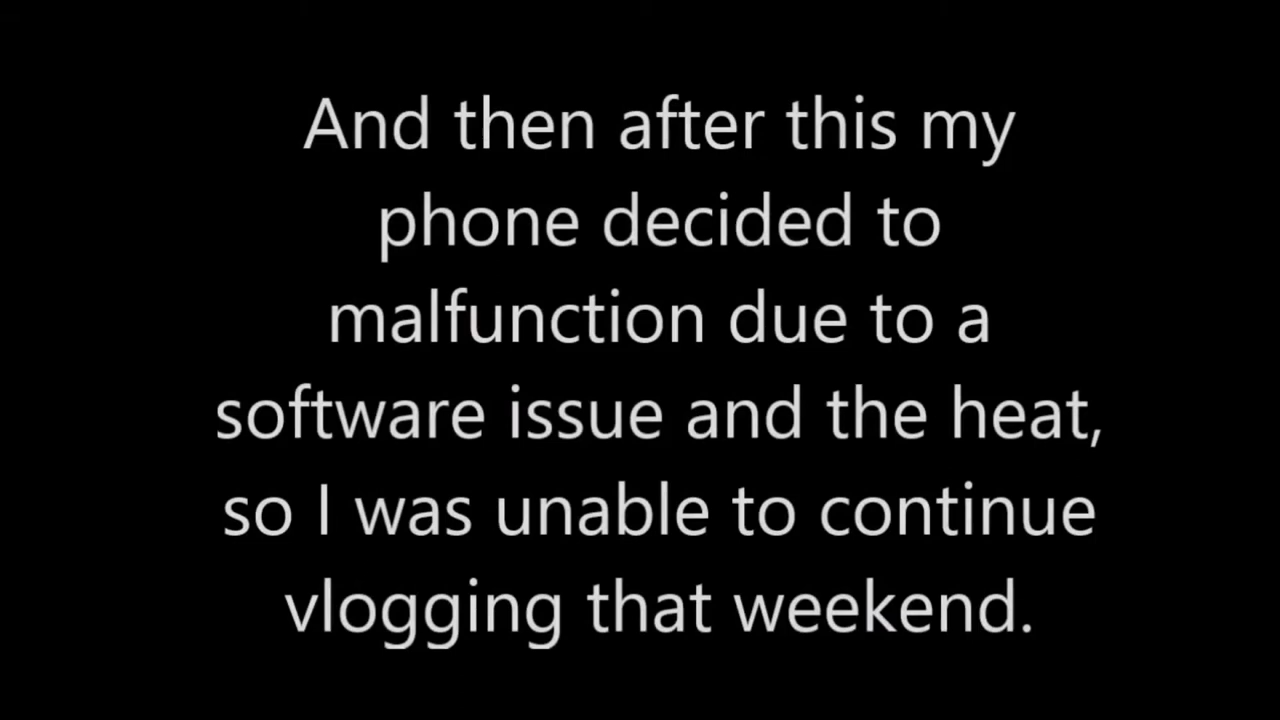 And then after this my
phone decided to
malfunction due to a
software issue and the heat,
so I was unable to continue
vlogging that weekend.